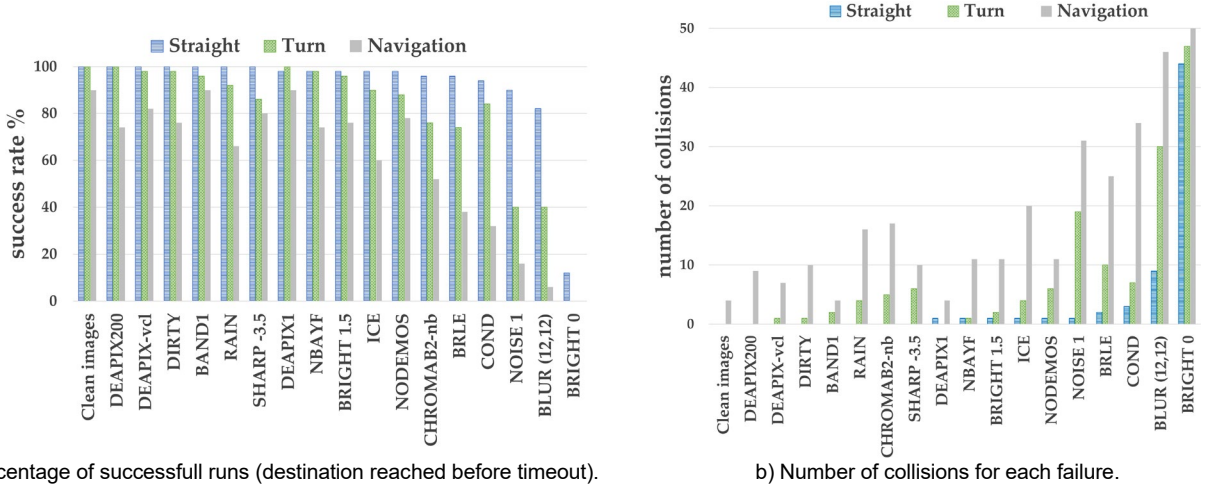 Straight Turn Navigation
success rate %
100
80
60
40
20
0
Clean images
DEAPIX200
DEAPIX-vcl
DIRTY
BAND1
RAIN
SHARP -3.5
DEAPIX1
NBAYF
BRIGHT 1.5
ICE
NODEMOS
CHROMAB2-nb
BRLE
COND
NOISE 1
BLUR (12,12)
BRIGHT 0
centage of successfull runs (destination reached before timeout).
Straight Turn Navigation
number of collisions
50
40
30
20
10
0
Clean images
DEAPIX200
DEAPIX-vcl
DIRTY
BAND1
RAIN
CHROMAB2-nb
SHARP -3.5
DEAPIX1
NBAYF
BRIGHT 1.5
ICE
NODEMOS
NOISE 1
BRLE
COND
BLUR (12,12)
BRIGHT 0
b) Number of collisions for each failure.